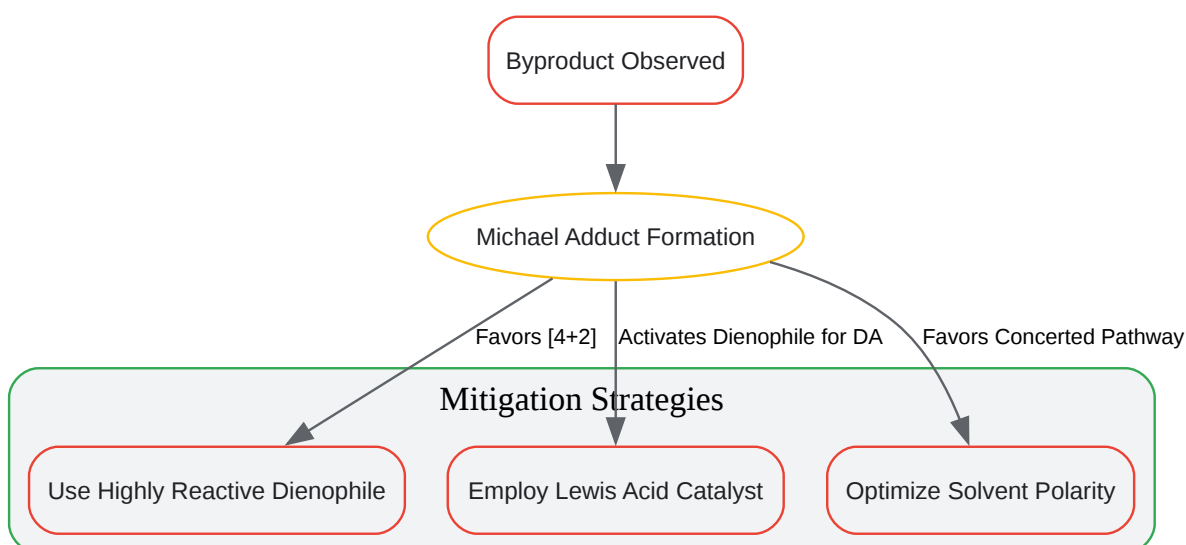 Byproduct Observed
Michael Adduct Formation
Favors [4+2]
Activates Dienophile for DA
Favors Concerted Pathway
Mitigation Strategies
Use Highly Reactive Dienophile
Employ Lewis Acid Catalyst
Optimize Solvent Polarity